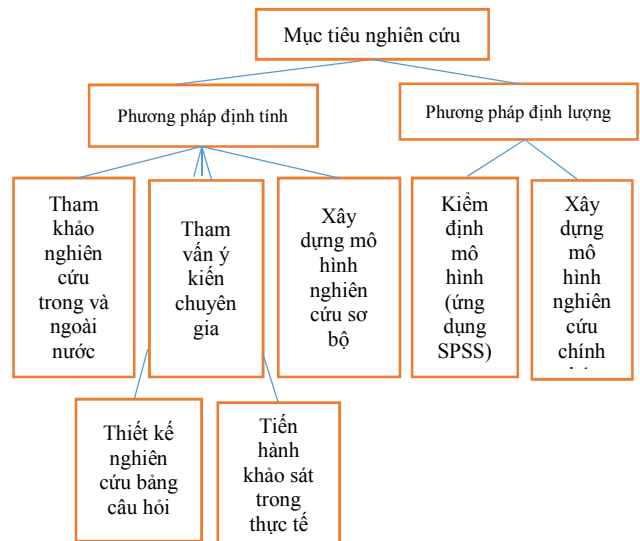 Mục tiêu nghiên cứu
Phương pháp định tính
Phương pháp định lượng
Tham
khảo
nghiên
cứu
trong và
ngoài
nước
Tham
vấn ý
kiến
chuyên
gia
Xây
dựng mô
hình
nghiên
cứu sơ
bộ
Kiểm
định
mô
hình
(ứng
dụng
SPSS)
Xây
dựng
mô
hình
nghiên
cứu
chính
Thiết kế
nghiên
cứu bảng
câu hỏi
Tiến
hành
khảo sát
trong
thực tế